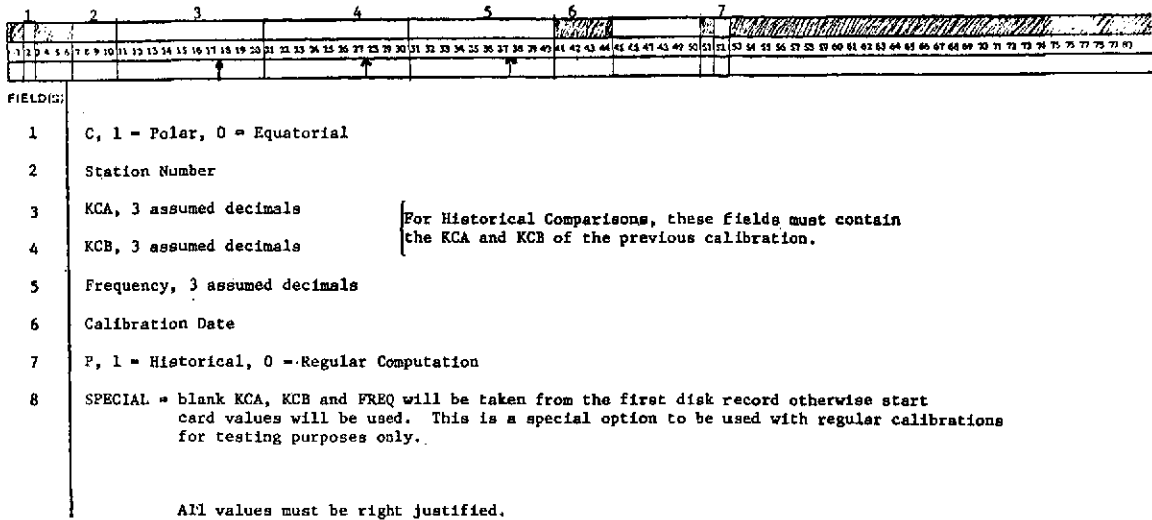 1 2 3 4 5 6 7
FIELD(S)
1 C, 1 = Polar, 0 = Equatorial
2 Station Number
3 KCA, 3 assumed decimals
4 KCB, 3 assumed decimals
For Historical Comparisons, these fields must contain
the KCA and KCB of the previous calibration.
5 Frequency, 3 assumed decimals
6 Calibration Date
7 P, 1 = Historical, 0 = Regular Computation
8 SPECIAL = blank KCA, KCB and FREQ will be taken from the first disk record otherwise start
card values will be used. This is a special option to be used with regular calibrations
for testing purposes only.
All values must be right justified.